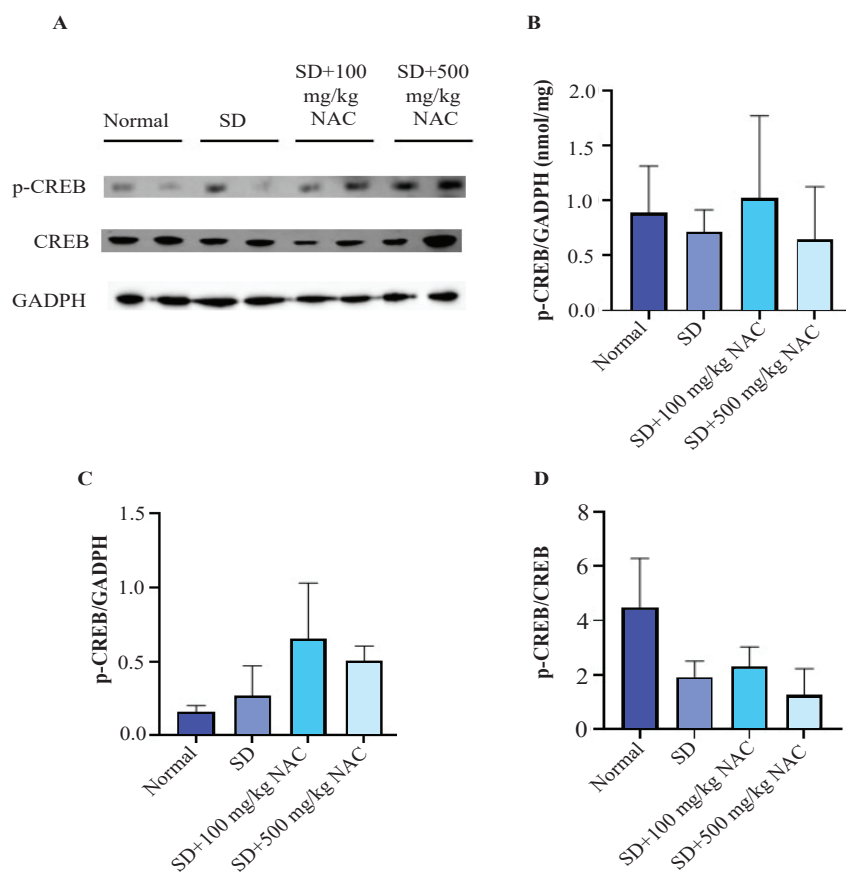 A
Normal
SD
SD+100
mg/kg
NAC
SD+500
mg/kg
NAC
p-CREB
CREB
GADPH
B
p-CREB/GADPH (nmol/mg)
2.0
1.5
1.0
0.5
0.0
Normal
SD
SD+100 mg/kg NAC
SD+500 mg/kg NAC
C
p-CREB/GADPH
1.5
1.0
0.5
0.0
Normal
SD
SD+100 mg/kg NAC
SD+500 mg/kg NAC
D
p-CREB/CREB
8
6
4
2
0
Normal
SD
SD+100 mg/kg NAC
SD+500 mg/kg NAC